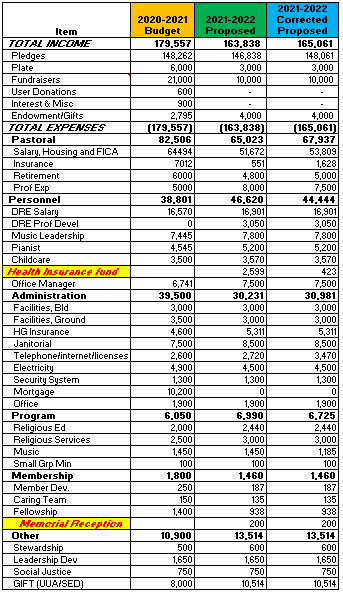 Item 2020-2021 Budget 2021-2022 Proposed 2021-2022 Corrected Proposed
TOTAL INCOME 179,557 163,838 165,061
Pledges 148,262 146,838 148,061
Plate 6,000 3,000 3,000
Fundraisers 21,000 10,000 10,000
User Donations 600 - -
Interest & Misc 900 - -
Endowment/Gifts 2,795 4,000 4,000
TOTAL EXPENSES (179,557) (163,838) (165,061)
Pastoral 82,506 65,023 67,937
Salary, Housing and FICA 64494 51,672 53,809
Insurance 7012 551 1,628
Retirement 6000 4,800 5,000
Prof Exp 5000 8,000 7,500
Personnel 38,801 46,620 44,444
DRE Salary 16,570 16,901 16,901
DRE Prof Devel 0 3,050 3,050
Music Leadership 7,445 7,800 7,800
Pianist 4,545 5,200 5,200
Childcare 3,500 3,570 3,570
Health Insurance fund 2,599 423
Office Manager 6,741 7,500 7,500
Administration 39,500 30,231 30,981
Facilities, Bld 3,000 3,000 3,000
Facilities, Ground 3,500 3,000 3,000
HG Insurance 4,600 5,311 5,311
Janitorial 7,500 8,500 8,500
Telephone/internet/licenses 2,600 2,720 3,470
Electricity 4,900 4,500 4,500
Security System 1,300 1,300 1,300
Mortgage 10,200 0 0
Office 1,900 1,900 1,900
Program 6,050 6,990 6,725
Religious Ed 2,000 2,440 2,440
Religious Services 2,500 3,000 3,000
Music 1,450 1,450 1,185
Small Grp Min 100 100 100
Membership 1,800 1,460 1,460
Member Dev. 250 187 187
Caring Team 150 135 135
Fellowship 1,400 938 938
Memorial Reception 200 200
Other 10,900 13,514 13,514
Stewardship 500 600 600
Leadership Dev 1,650 1,650 1,650
Social Justice 750 750 750
GIFT (UUA/SED) 8,000 10,514 10,514